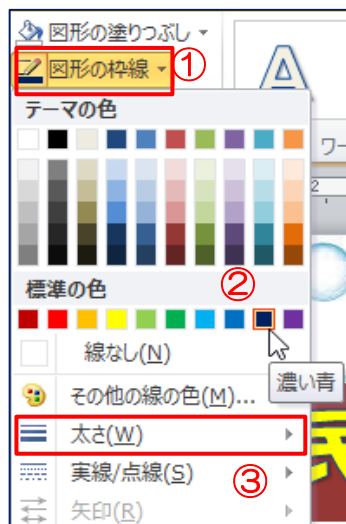 図形の塗りつぶし
図形の枠線 ①
A
テーマの色
ワー
2
②
標準の色
線なし(N)
濃い青
その他の線の色(M)...
太さ(W)
実線/点線(S)
③
矢印(R)